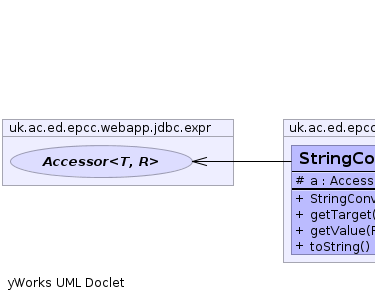 uk.ac.ed.epcc.webapp.jdbc.expr
Accessor<T, R>
uk.ac.ed.epcc
StringCo
# a : Access
+ StringConv
+ getTarget(
+ getValue(
+ toString()
yWorks UML Doclet